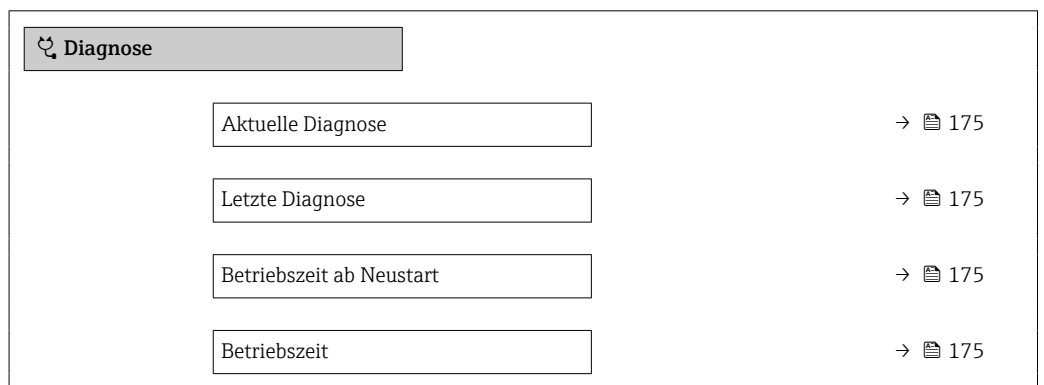 Diagnose
Aktuelle Diagnose → 175
Letzte Diagnose → 175
Betriebszeit ab Neustart → 175
Betriebszeit → 175